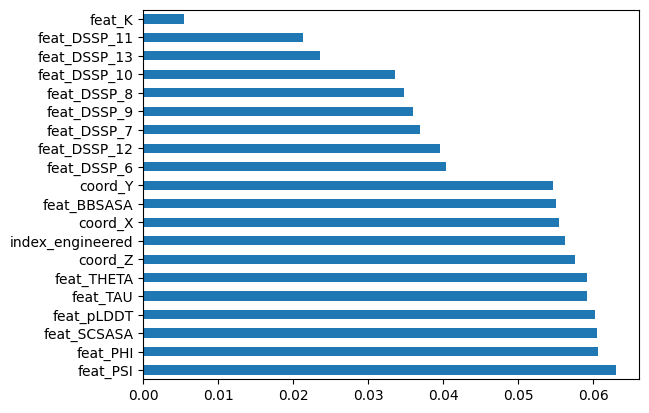 feat_K
feat_DSSP_11
feat_DSSP_13
feat_DSSP_10
feat_DSSP_8
feat_DSSP_9
feat_DSSP_7
feat_DSSP_12
feat_DSSP_6
coord_Y
feat_BBSASA
coord_X
index_engineered
coord_Z
feat_THETA
feat_TAU
feat_pLDDT
feat_SCSASA
feat_PHI
feat_PSI
0.00 0.01 0.02 0.03 0.04 0.05 0.06